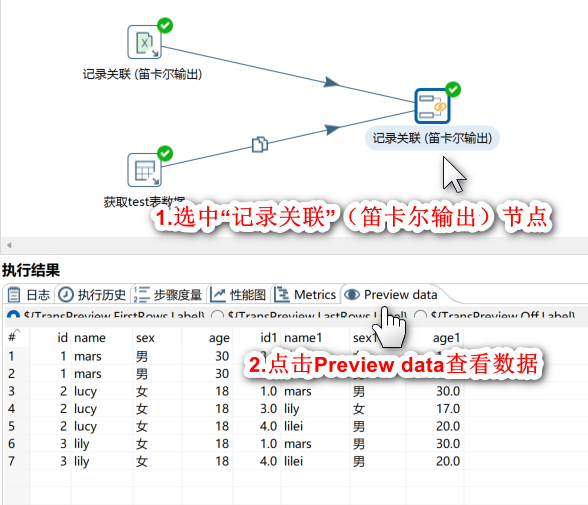 记录关联 (笛卡尔输出)
记录关联 (笛卡尔输出)
获取test表数据
1.选中“记录关联”（笛卡尔输出）节点
执行结果
日志 执行历史 步骤度量 性能图 Metrics Preview data
${TransPreview.FirstRows.Label} ${TransPreview.LastRows.Label} ${TransPreview.Off.Label}
# id name sex age id1 name1 sex1 age1
1 1 mars 男 30
2 1 mars 男 30
2.点击Preview data查看数据
3 2 lucy 女 18 1.0 mars 男 30.0
4 2 lucy 女 18 3.0 lily 女 17.0
5 2 lucy 女 18 4.0 lilei 男 20.0
6 3 lily 女 18 1.0 mars 男 30.0
7 3 lily 女 18 4.0 lilei 男 20.0